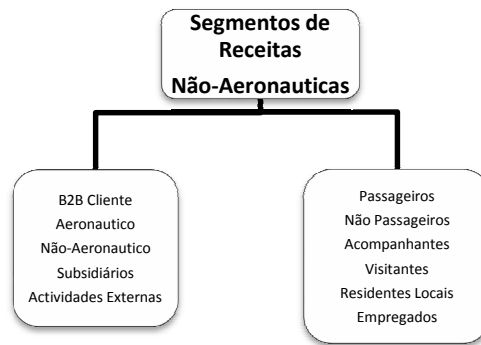 Segmentos de
Receitas
Não-Aeronauticas
B2B Cliente
Aeronautico
Não-Aeronautico
Subsidiários
Actividades Externas
Passageiros
Não Passageiros
Acompanhantes
Visitantes
Residentes Locais
Empregados